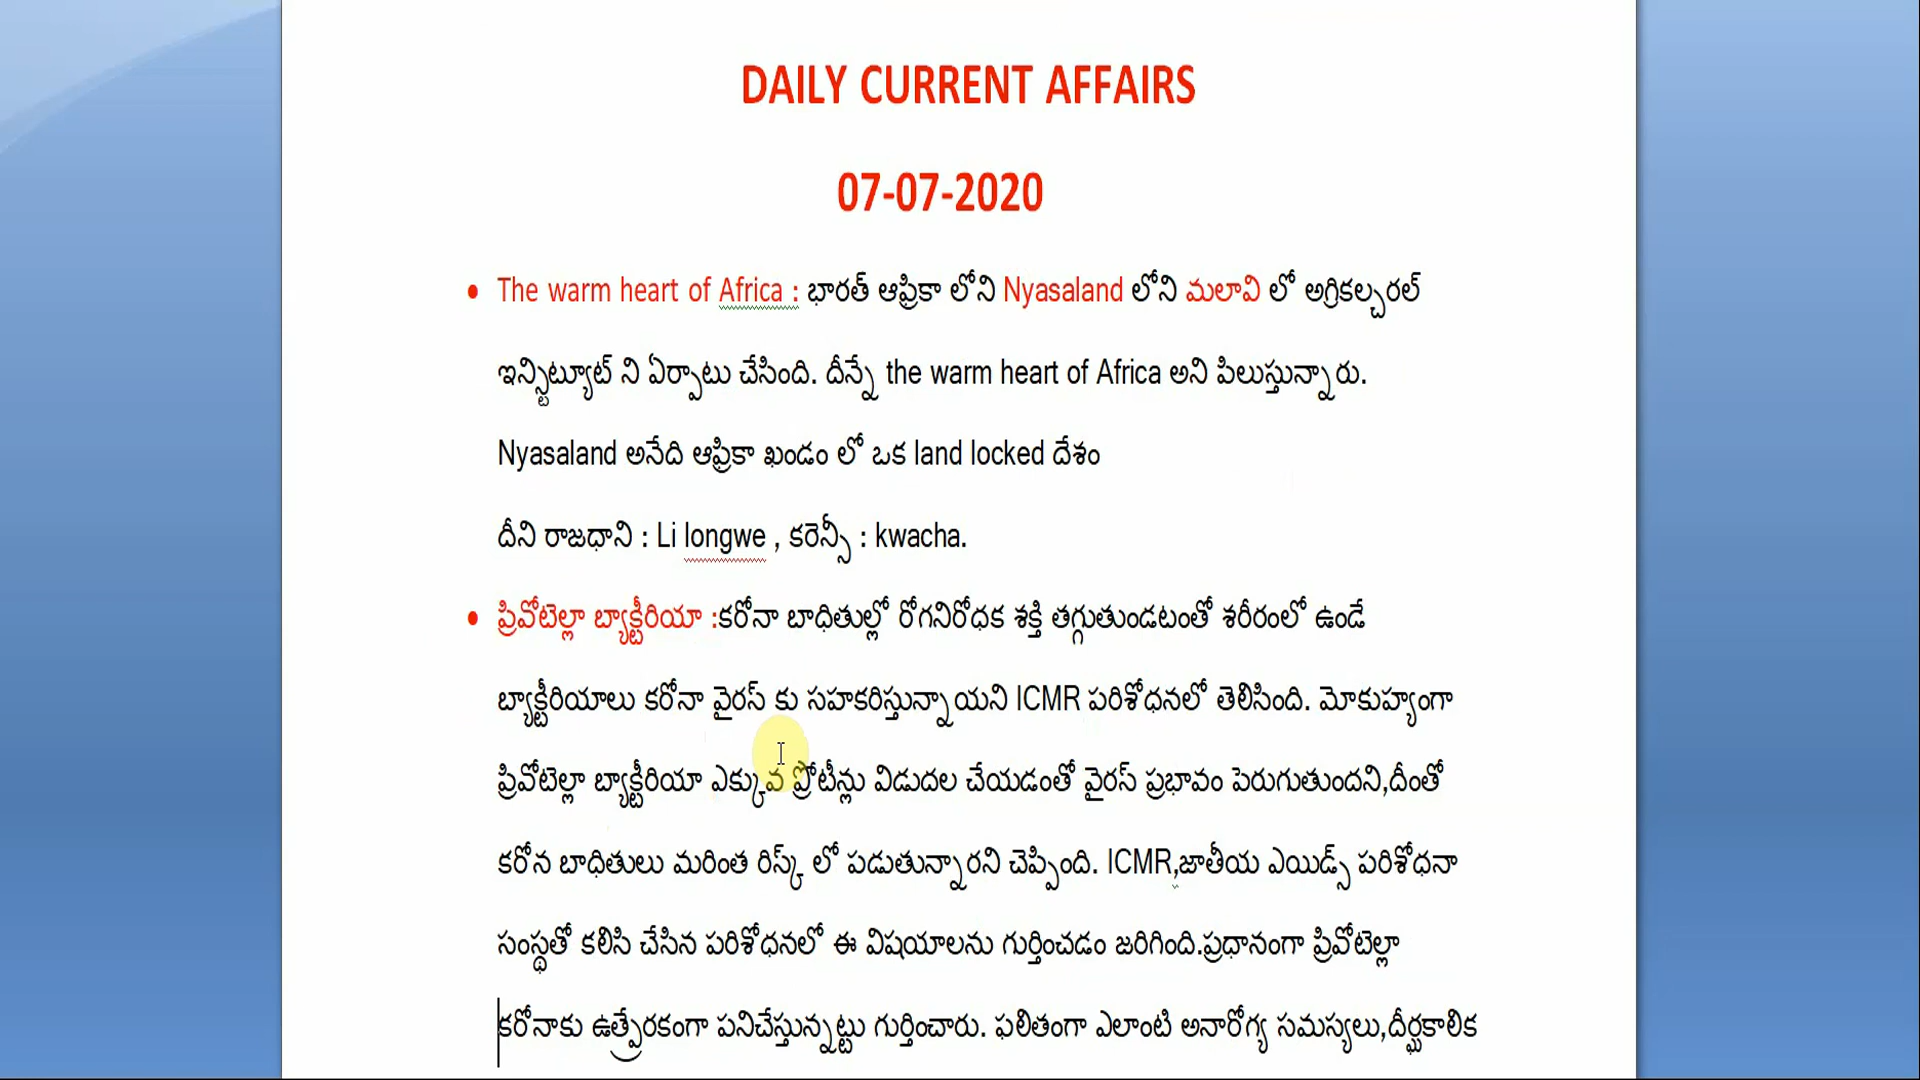 DAILY CURRENT AFFAIRS
07-07-2020
• The warm heart of Africa : భారత్ ఆఫ్రికా లోని Nyasaland లోని మలావి లో అగ్రికల్చరల్
ఇన్స్టిట్యూట్ ని ఏర్పాటు చేసింది. దీన్నే the warm heart of Africa అని పిలుస్తున్నారు.
Nyasaland అనేది ఆఫ్రికా ఖండం లో ఒక land locked దేశం
దీని రాజధాని : Li longwe , కరెన్సీ : kwacha.
• ప్రివోటెల్లా బ్యాక్టీరియా :కరోనా బాధితుల్లో రోగనిరోధక శక్తి తగ్గుతుండటంతో శరీరంలో ఉండే
బ్యాక్టీరియాలు కరోనా వైరస్ కు సహకరిస్తున్నాయని ICMR పరిశోధనలో తెలిసింది. మోకుహ్యంగా
ప్రివోటెల్లా బ్యాక్టీరియా ఎక్కువ ప్రోటీన్లు విడుదల చేయడంతో వైరస్ ప్రభావం పెరుగుతుందని,దీంతో
కరోన బాధితులు మరింత రిస్క్ లో పడుతున్నారని చెప్పింది. ICMR,జాతీయ ఎయిడ్స్ పరిశోధనా
సంస్థతో కలిసి చేసిన పరిశోధనలో ఈ విషయాలను గుర్తించడం జరిగింది.ప్రధానంగా ప్రివోటెల్లా
కరోనాకు ఉత్ప్రేరకంగా పనిచేస్తున్నట్టు గుర్తించారు. ఫలితంగా ఎలాంటి అనారోగ్య సమస్యలు,దీర్ఘకాలిక